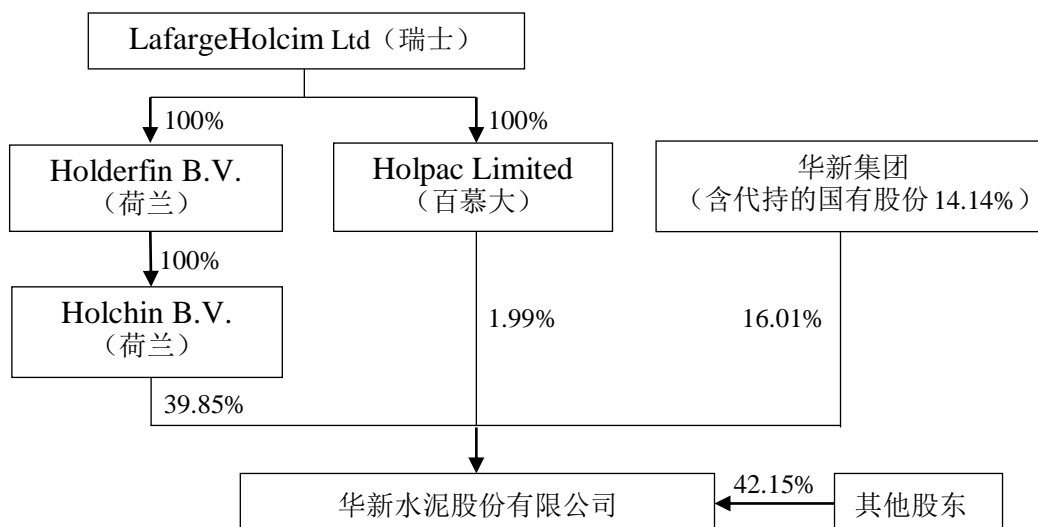 LafargeHolcim Ltd（瑞士）
100%
100%
Holderfin B.V.
（荷兰）
Holpac Limited
（百慕大）
华新集团
（含代持的国有股份 14.14%）
100%
Holchin B.V.
（荷兰）
1.99%
16.01%
39.85%
华新水泥股份有限公司
42.15%
其他股东